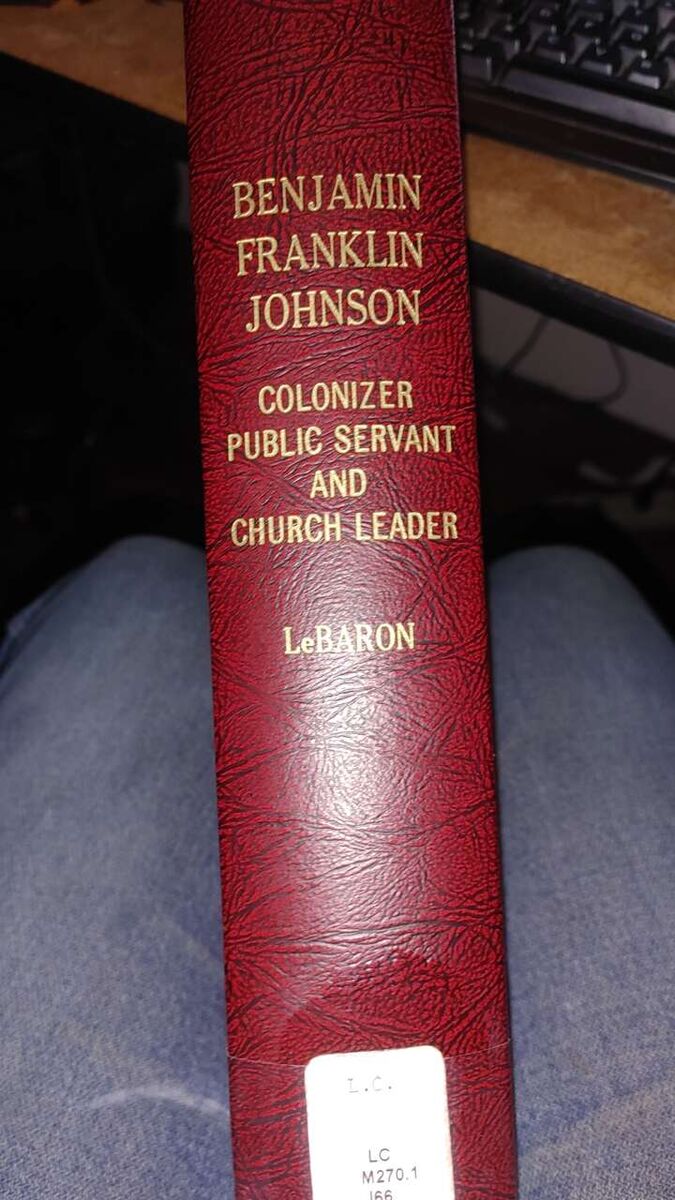 BENJAMIN
FRANKLIN
JOHNSON
COLONIZER
PUBLIC SERVANT
AND
CHURCH LEADER
LeBARON
L.C.
LC
M270.1
J66